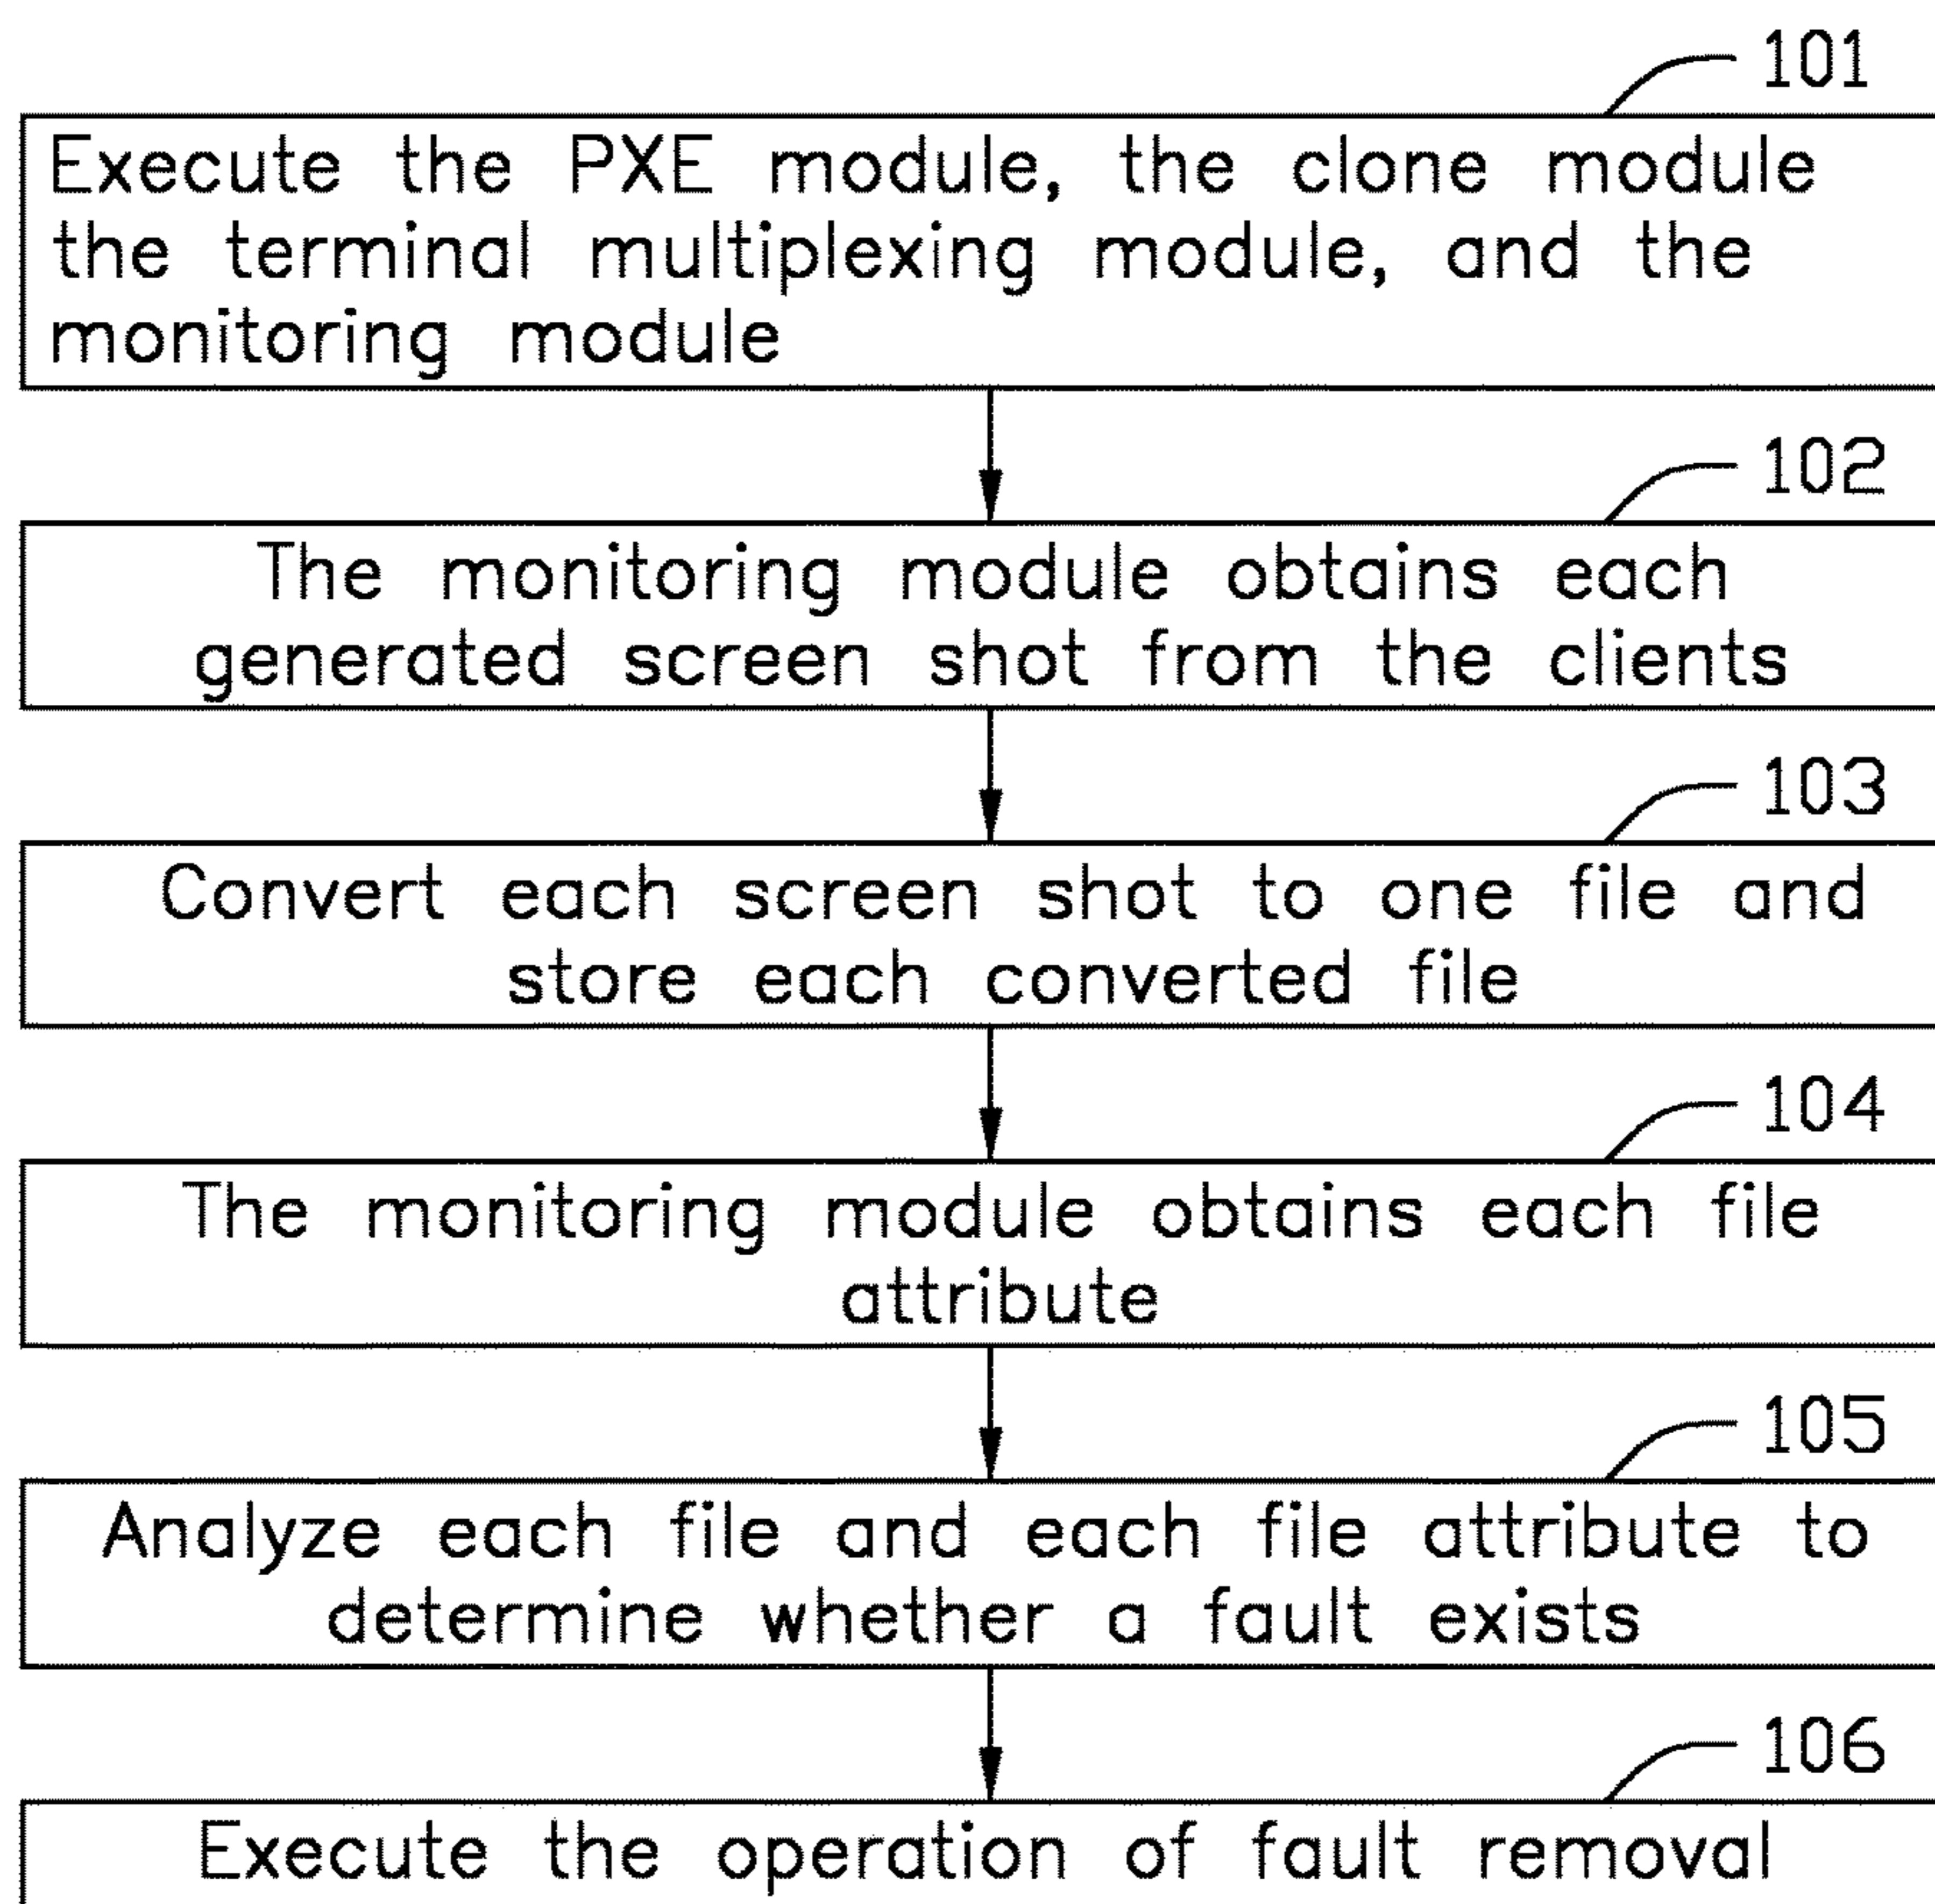 101
Execute the PXE module, the clone module
the terminal multiplexing module, and the
monitoring module
102
The monitoring module obtains each
generated screen shot from the clients
103
Convert each screen shot to one file and
store each converted file
104
The monitoring module obtains each file
attribute
105
Analyze each file and each file attribute to
determine whether a fault exists
106
Execute the operation of fault removal